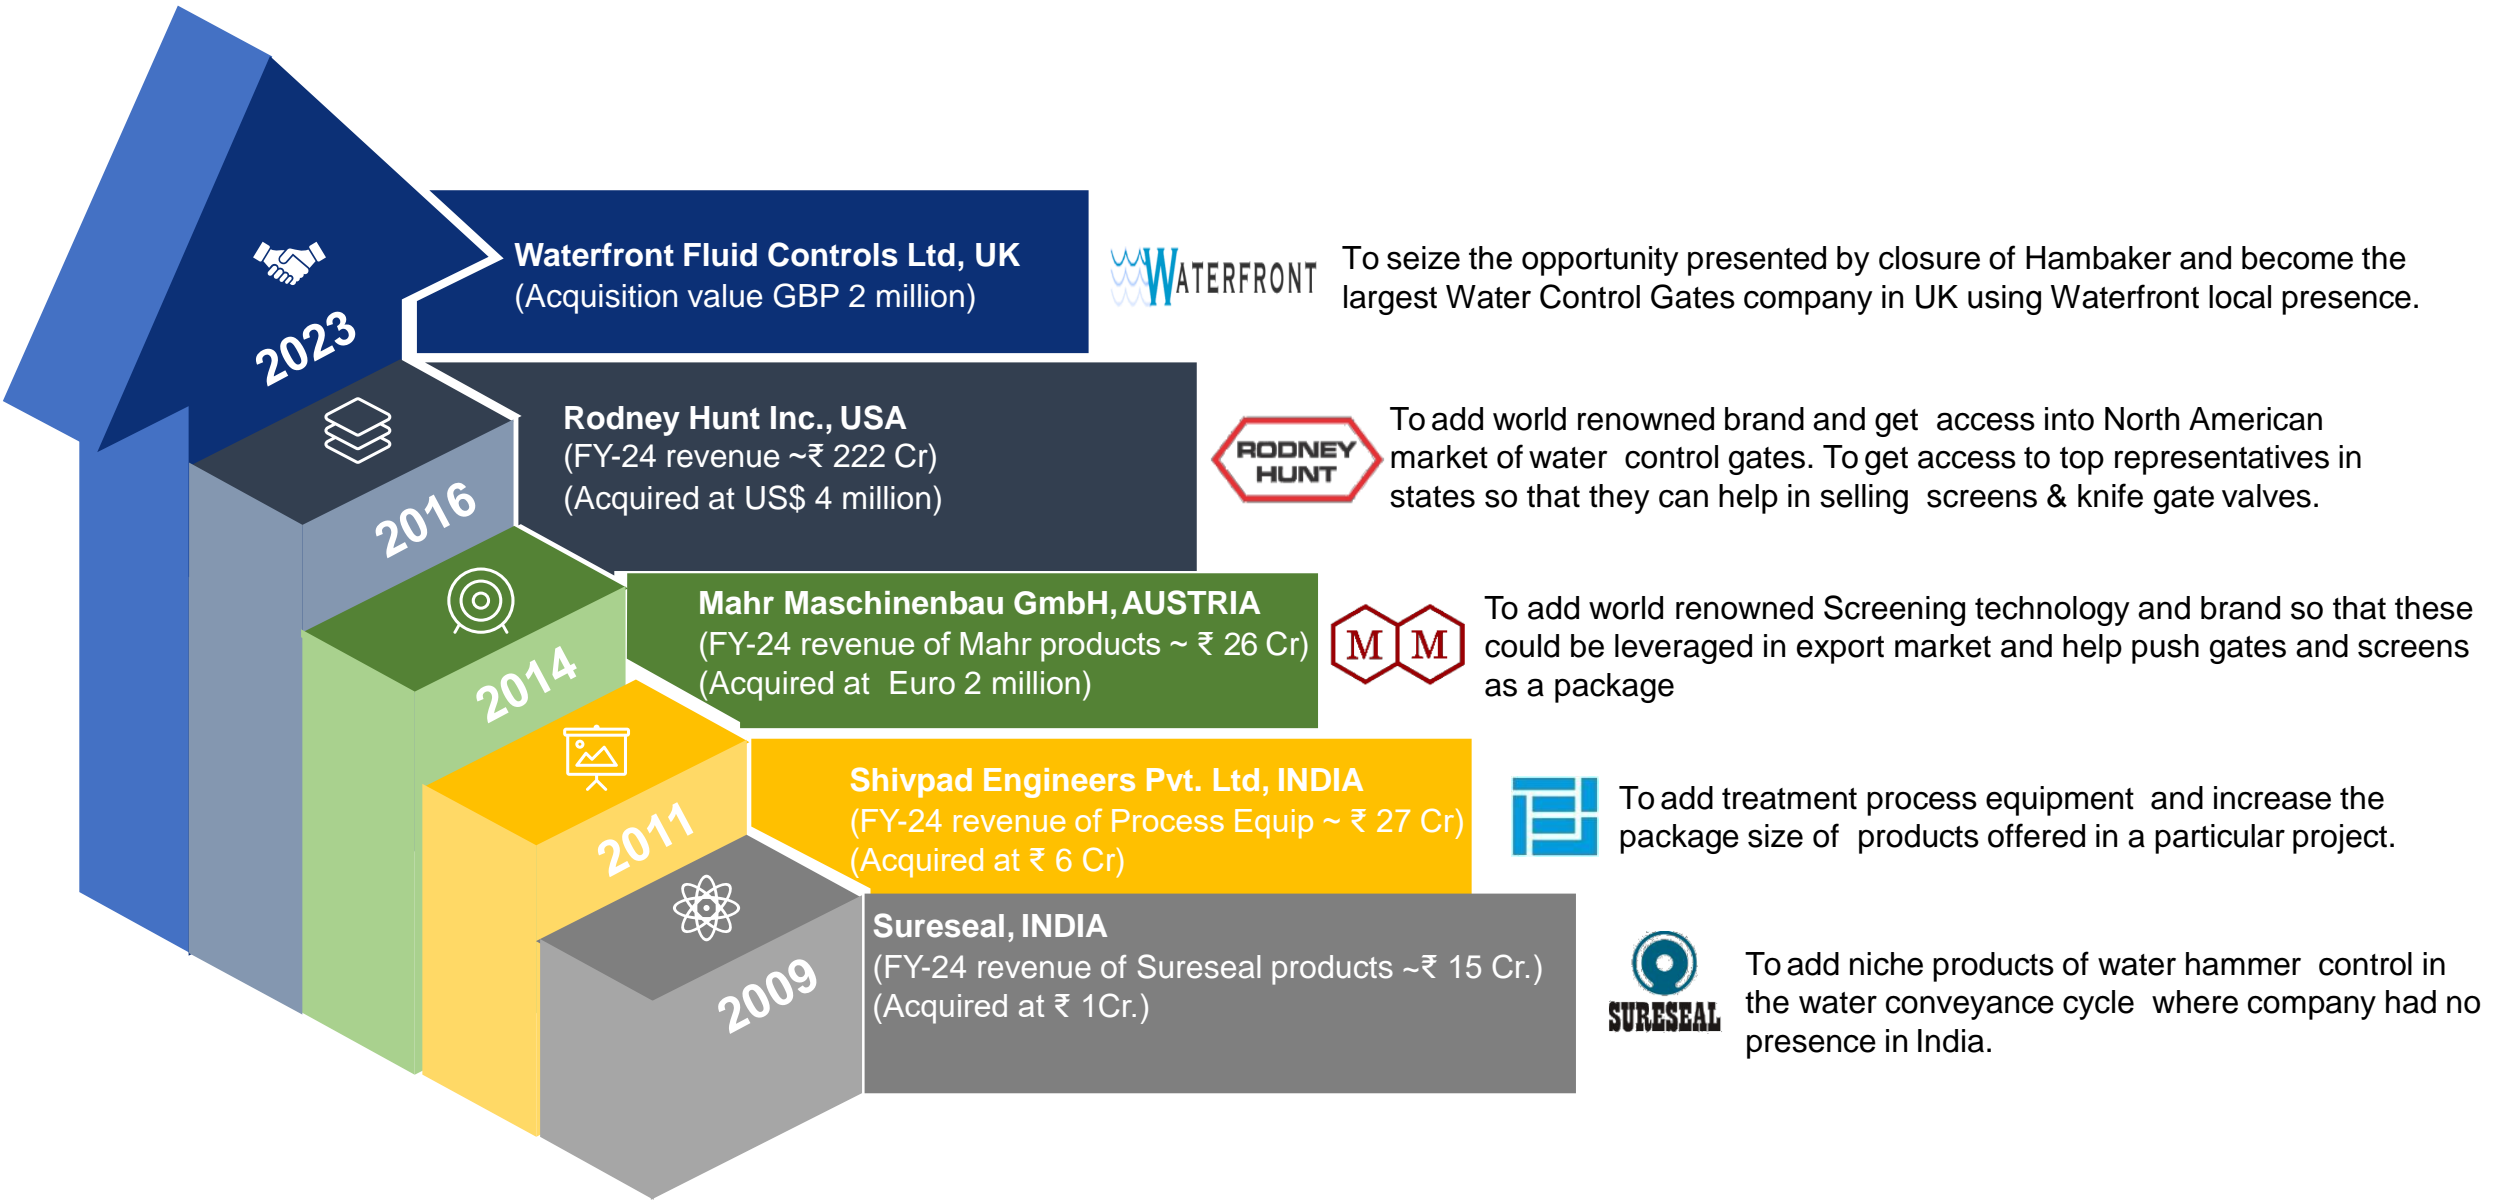 2023
Waterfront Fluid Controls Ltd, UK
(Acquisition value GBP 2 million)
WATERFRONT
To seize the opportunity presented by closure of Hambaker and become the
largest Water Control Gates company in UK using Waterfront local presence.
2016
Rodney Hunt Inc., USA
(FY-24 revenue ~₹ 222 Cr)
(Acquired at US$ 4 million)
RODNEY
HUNT
To add world renowned brand and get access into North American
market of water control gates. To get access to top representatives in
states so that they can help in selling screens & knife gate valves.
2014
Mahr Maschinenbau GmbH, AUSTRIA
(FY-24 revenue of Mahr products ~ ₹ 26 Cr)
(Acquired at Euro 2 million)
M M
To add world renowned Screening technology and brand so that these
could be leveraged in export market and help push gates and screens
as a package
2011
Shivpad Engineers Pvt. Ltd, INDIA
(FY-24 revenue of Process Equip ~ ₹ 27 Cr)
(Acquired at ₹ 6 Cr)
To add treatment process equipment and increase the
package size of products offered in a particular project.
2009
Sureseal, INDIA
(FY-24 revenue of Sureseal products ~₹ 15 Cr.)
(Acquired at ₹ 1Cr.)
SURESEAL
To add niche products of water hammer control in
the water conveyance cycle where company had no
presence in India.